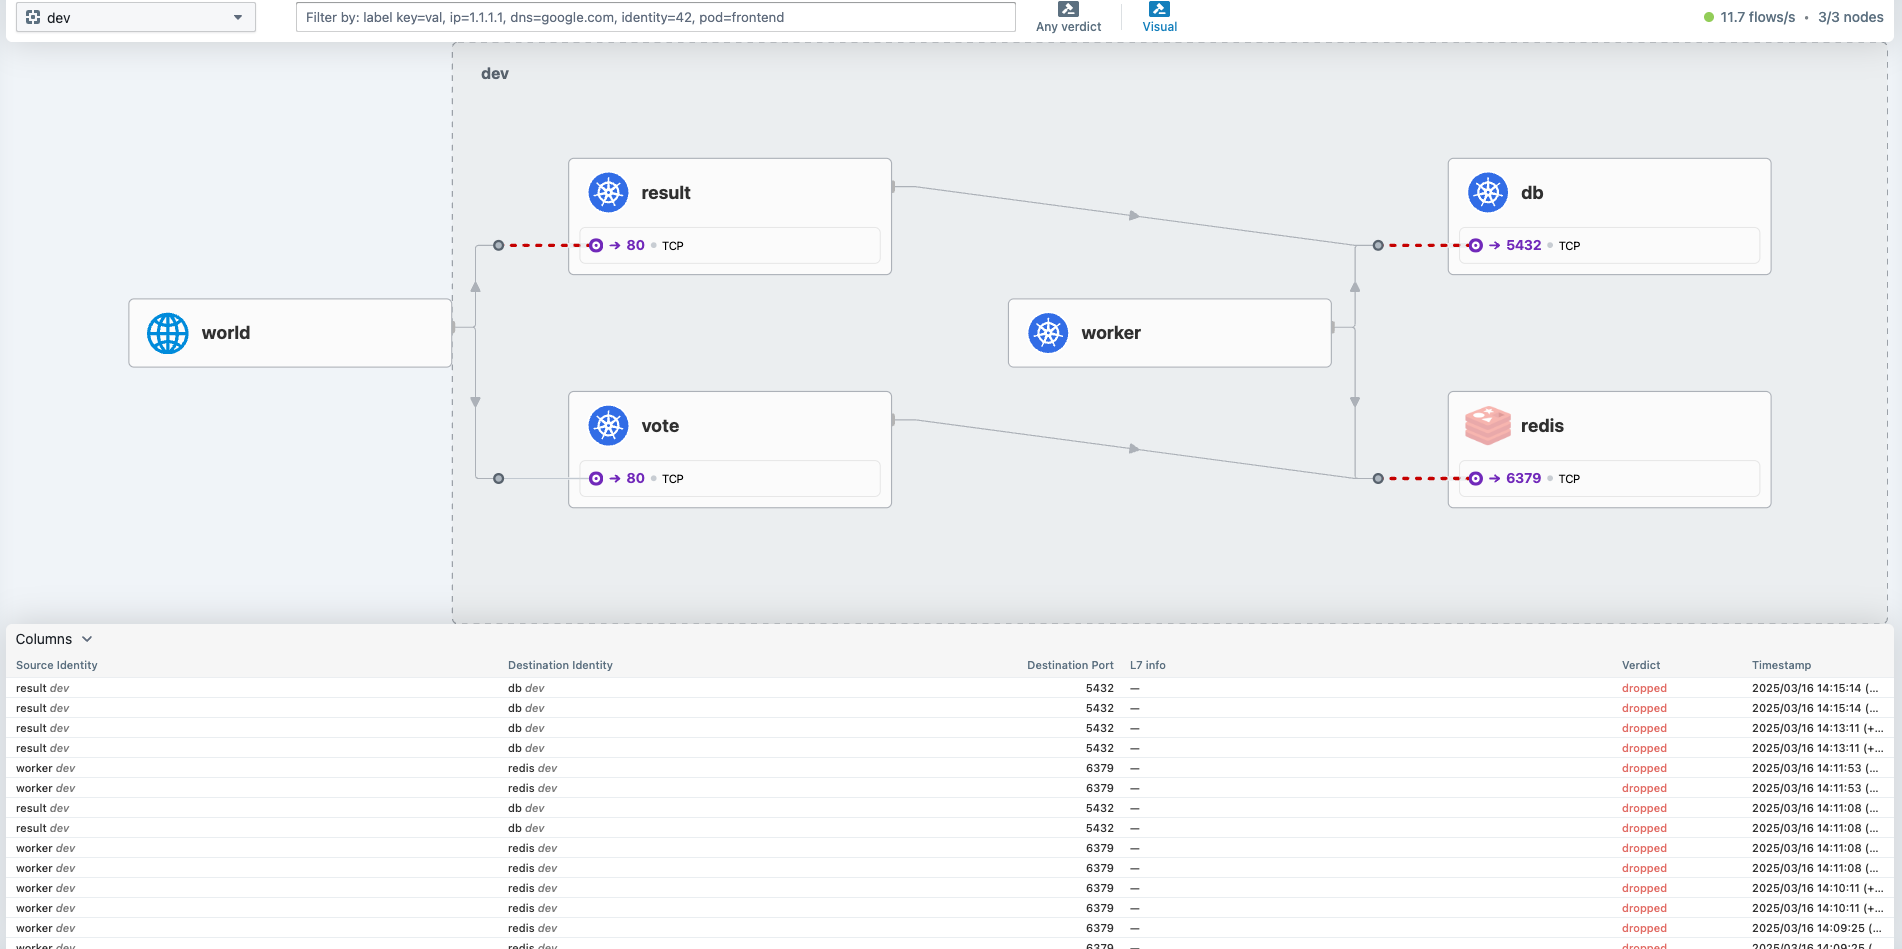 dev
Filter by: label key=val, ip=1.1.1.1, dns=google.com, identity=42, pod=frontend
Any verdict
Visual
11.7 flows/s • 3/3 nodes
dev
result
→ 80 • TCP
db
→ 5432 • TCP
world
worker
vote
→ 80 • TCP
redis
→ 6379 • TCP
Columns
Source Identity Destination Identity Destination Port L7 info Verdict Timestamp
result dev db dev 5432 — dropped 2025/03/16 14:15:14 (...
result dev db dev 5432 — dropped 2025/03/16 14:15:14 (...
result dev db dev 5432 — dropped 2025/03/16 14:13:11 (+...
result dev db dev 5432 — dropped 2025/03/16 14:13:11 (+...
worker dev redis dev 6379 — dropped 2025/03/16 14:11:53 (...
worker dev redis dev 6379 — dropped 2025/03/16 14:11:53 (...
result dev db dev 5432 — dropped 2025/03/16 14:11:08 (...
result dev db dev 5432 — dropped 2025/03/16 14:11:08 (...
worker dev redis dev 6379 — dropped 2025/03/16 14:11:08 (...
worker dev redis dev 6379 — dropped 2025/03/16 14:11:08 (...
worker dev redis dev 6379 — dropped 2025/03/16 14:10:11 (+...
worker dev redis dev 6379 — dropped 2025/03/16 14:10:11 (+...
worker dev redis dev 6379 — dropped 2025/03/16 14:09:25 (...
worker dev redis dev 6379 — dropped 2025/03/16 14:09:25 (...